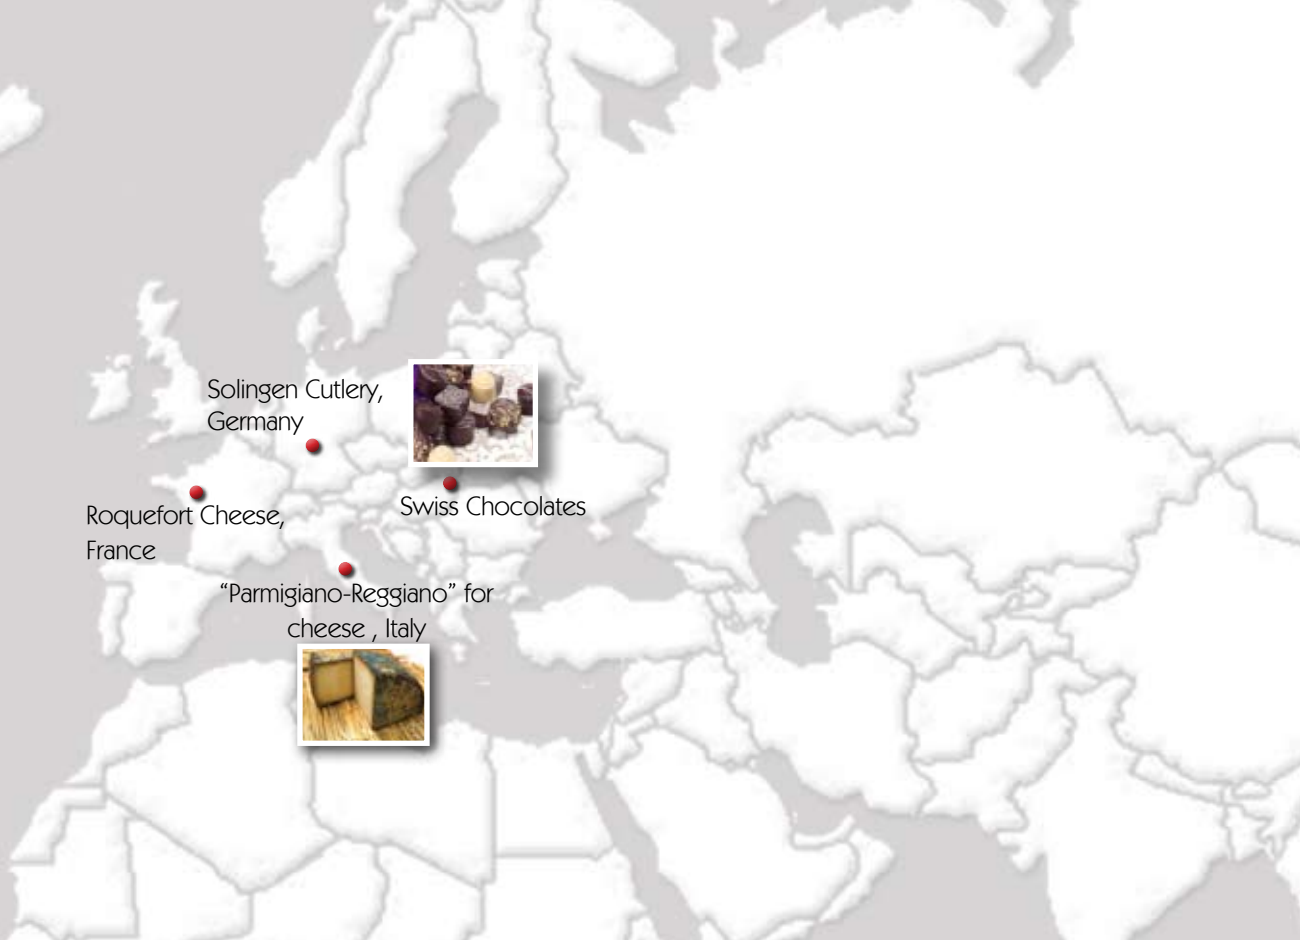 Solingen Cutlery,
Germany
Roquefort Cheese,
France
Swiss Chocolates
“Parmigiano-Reggiano” for
cheese , Italy